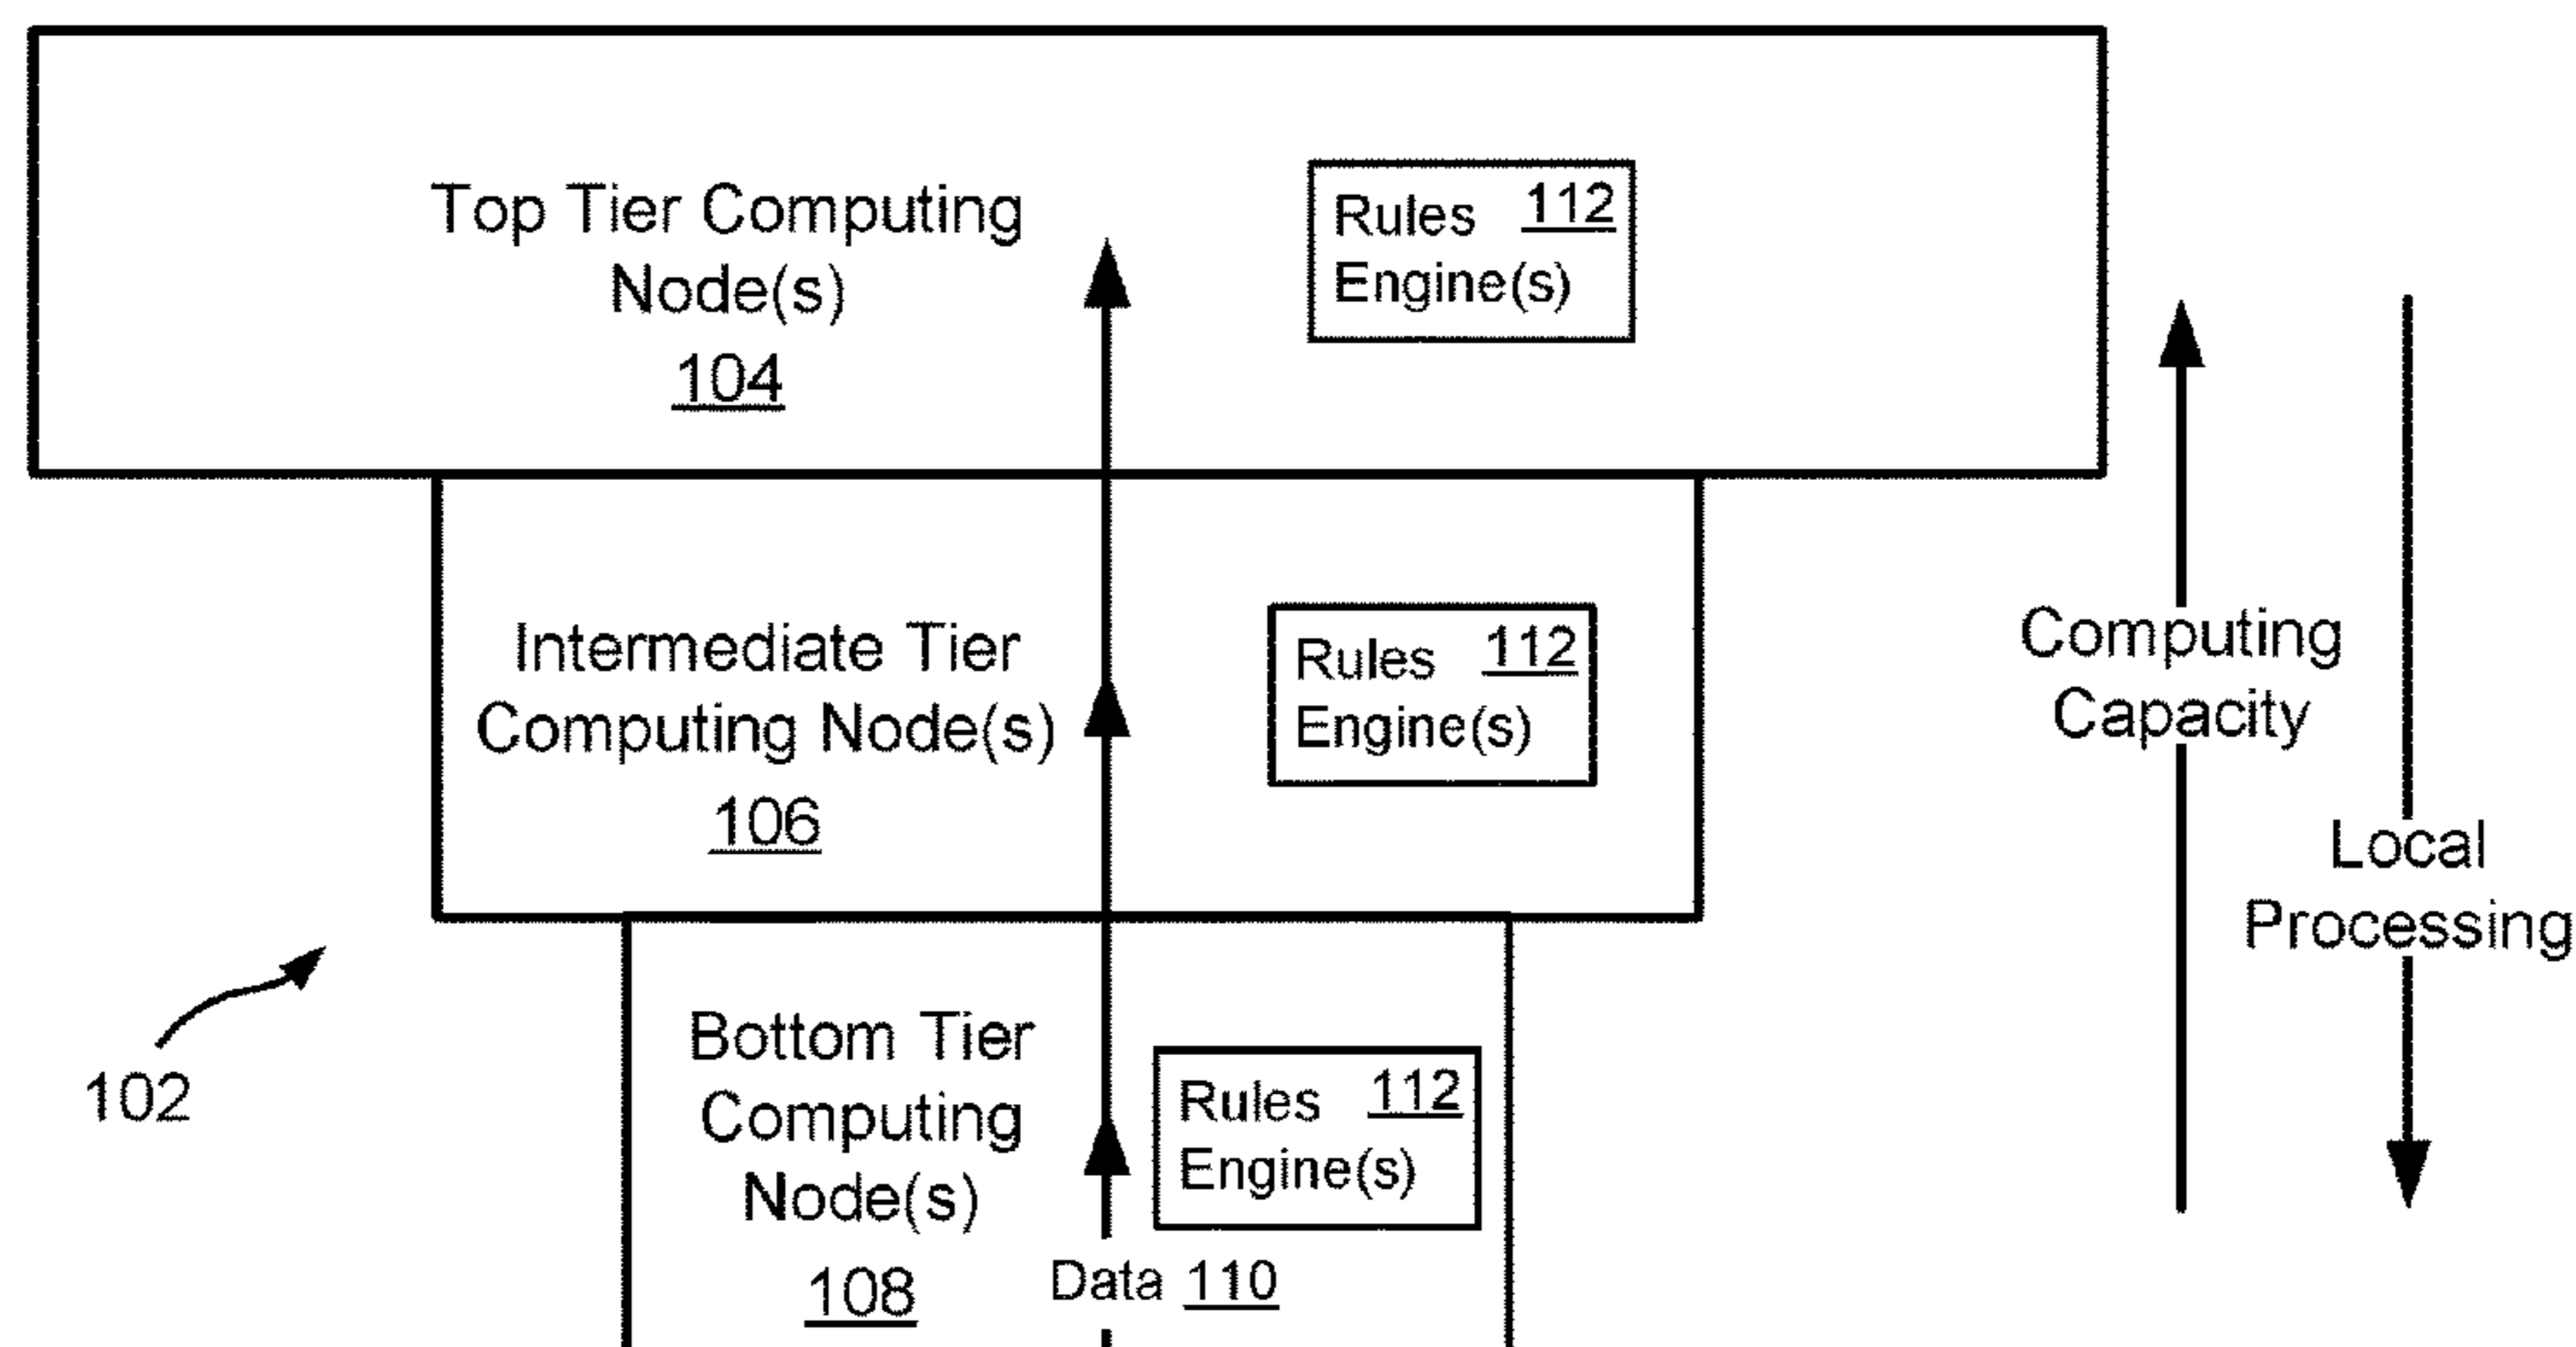 Top Tier Computing
Node(s)
104
Rules 112
Engine(s)
Intermediate Tier
Computing Node(s)
106
Rules 112
Engine(s)
Computing
Capacity
Local
Processing
102
Bottom Tier
Computing
Node(s)
108
Rules 112
Engine(s)
Data 110